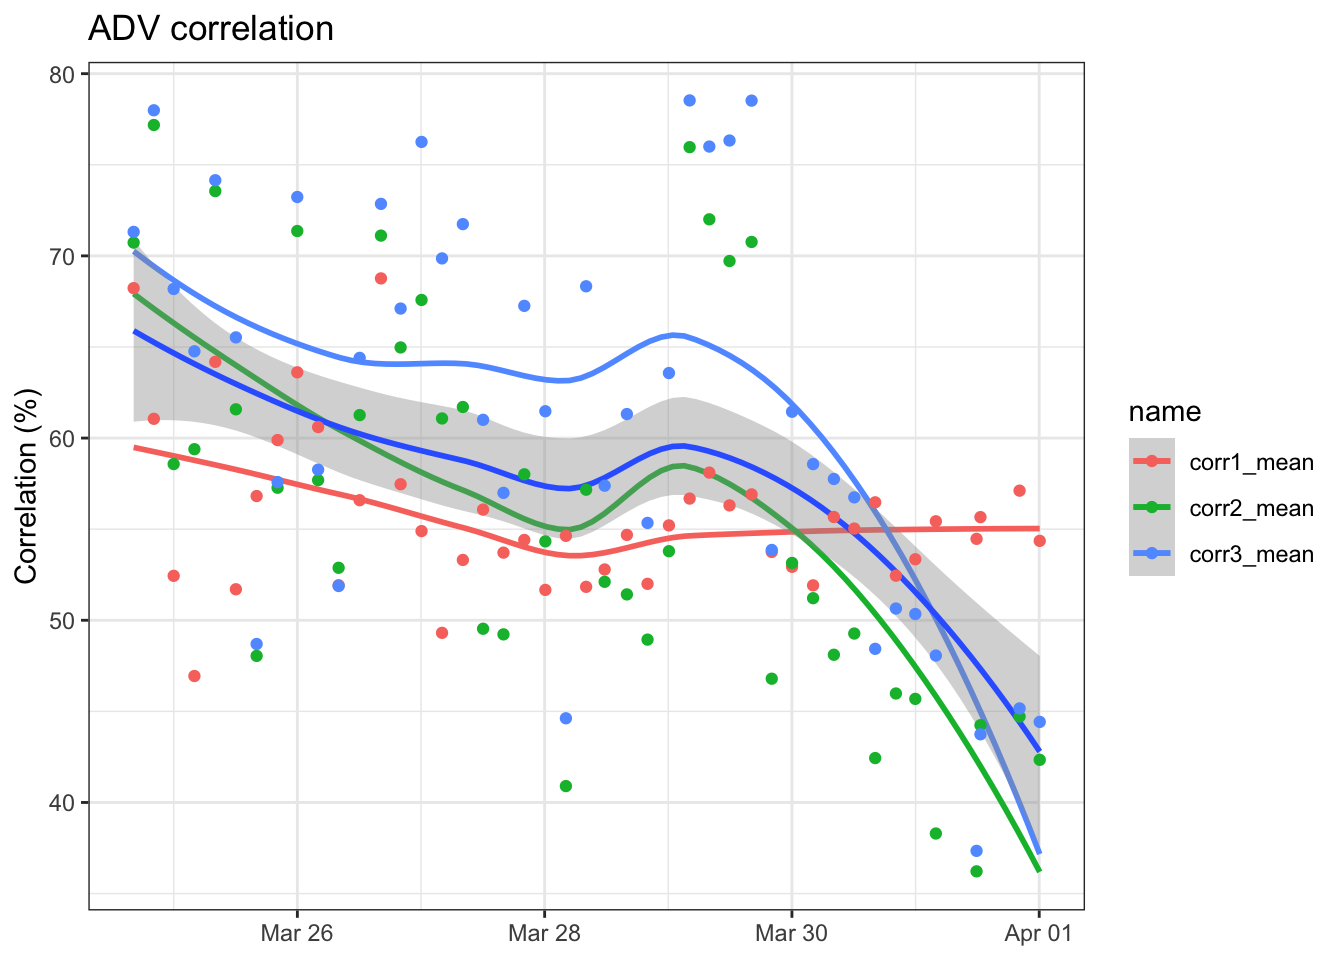 ADV correlation
Correlation (%)
80
70
60
50
40
Mar 26
Mar 28
Mar 30
Apr 01
name
corr1_mean
corr2_mean
corr3_mean